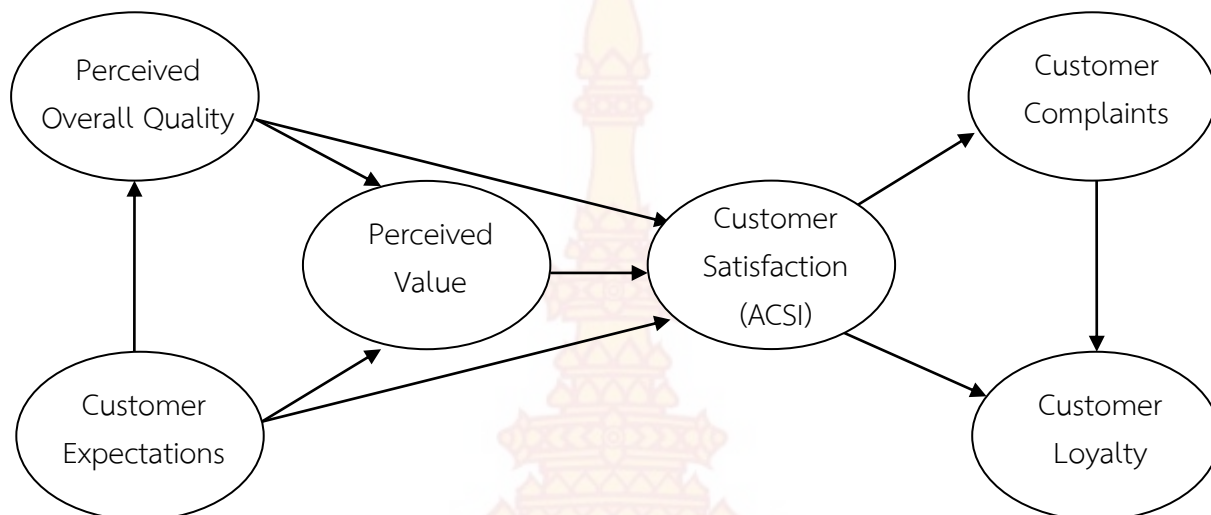 Perceived
Overall Quality
Customer
Complaints
Perceived
Value
Customer
Satisfaction
(ACSI)
Customer
Expectations
Customer
Loyalty